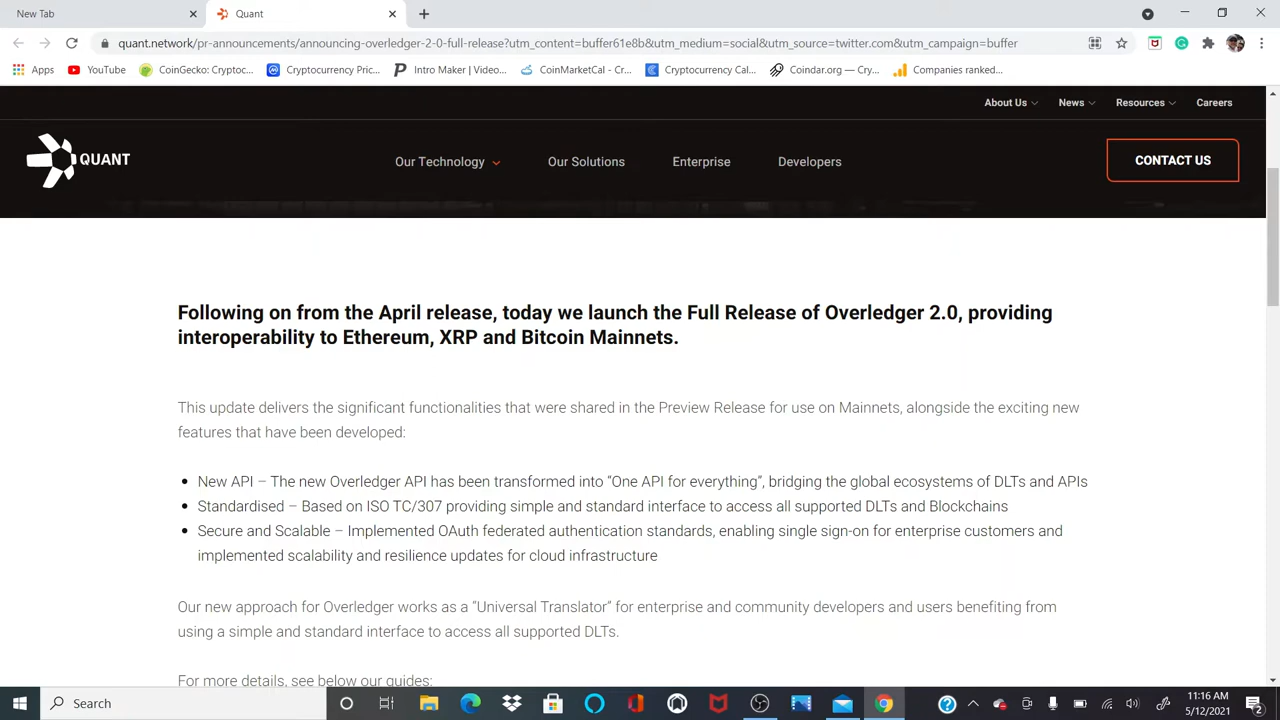 New Tab
Quant
quant.network/pr-announcements/announcing-overledger-2-0-full-release?utm_content=buffer61e8b&utm_medium=social&utm_source=twitter.com&utm_campaign=buffer
Apps
YouTube
CoinGecko: Cryptoc...
Cryptocurrency Pric...
Intro Maker | Video...
CoinMarketCal - Cr...
Cryptocurrency Cal...
Coindar.org — Cry...
Companies ranked...
About Us
News
Resources
Careers
QUANT
Our Technology
Our Solutions
Enterprise
Developers
CONTACT US
Following on from the April release, today we launch the Full Release of Overledger 2.0, providing
interoperability to Ethereum, XRP and Bitcoin Mainnets.
This update delivers the significant functionalities that were shared in the Preview Release for use on Mainnets, alongside the exciting new
features that have been developed:
• New API – The new Overledger API has been transformed into “One API for everything”, bridging the global ecosystems of DLTs and APIs
• Standardised – Based on ISO TC/307 providing simple and standard interface to access all supported DLTs and Blockchains
• Secure and Scalable – Implemented OAuth federated authentication standards, enabling single sign-on for enterprise customers and
implemented scalability and resilience updates for cloud infrastructure
Our new approach for Overledger works as a “Universal Translator” for enterprise and community developers and users benefiting from
using a simple and standard interface to access all supported DLTs.
For more details, see below our guides:
Search
11:16 AM
5/12/2021
2